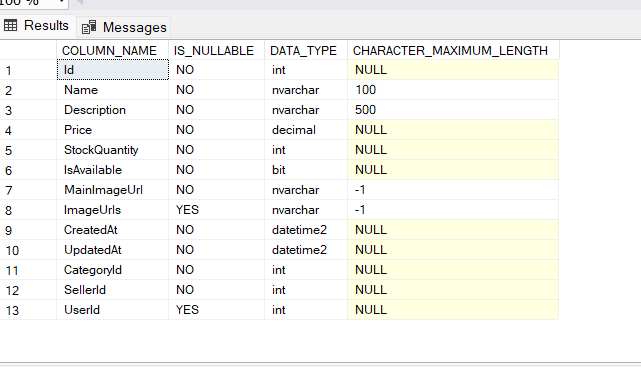 100 %
Results Messages
COLUMN_NAME IS_NULLABLE DATA_TYPE CHARACTER_MAXIMUM_LENGTH
1 Id NO int NULL
2 Name NO nvarchar 100
3 Description NO nvarchar 500
4 Price NO decimal NULL
5 StockQuantity NO int NULL
6 IsAvailable NO bit NULL
7 MainImageUrl NO nvarchar -1
8 ImageUrls YES nvarchar -1
9 CreatedAt NO datetime2 NULL
10 UpdatedAt NO datetime2 NULL
11 CategoryId NO int NULL
12 SellerId NO int NULL
13 UserId YES int NULL